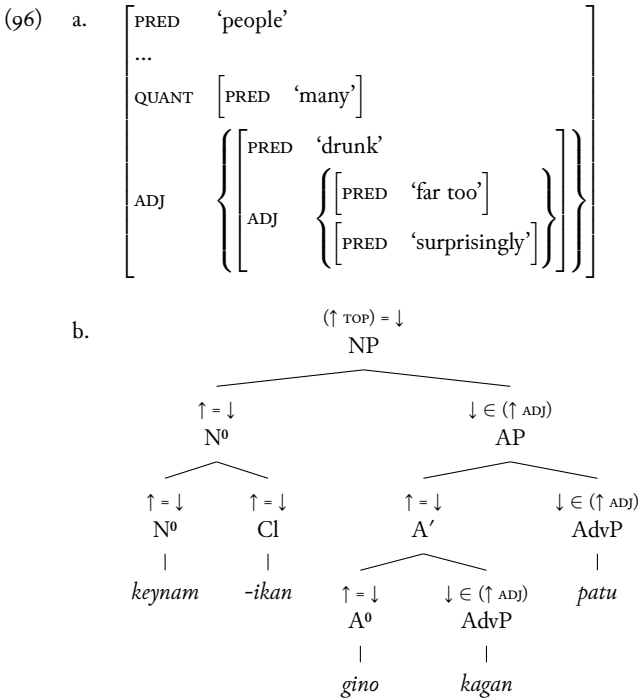 (96) a. [PRED ‘people’
...
QUANT [PRED ‘many’]
ADJ {[PRED ‘drunk’
ADJ {[PRED ‘far too’]
[PRED ‘surprisingly’]}]}]
b. (↑ TOP) = ↓
NP
↑ = ↓ ↓ ∈ (↑ ADJ)
N⁰ AP
↑ = ↓ ↑ = ↓ ↑ = ↓ ↓ ∈ (↑ ADJ)
N⁰ Cl A′ AdvP
keynam -ikan ↑ = ↓ ↓ ∈ (↑ ADJ) patu
A⁰ AdvP
gino kagan